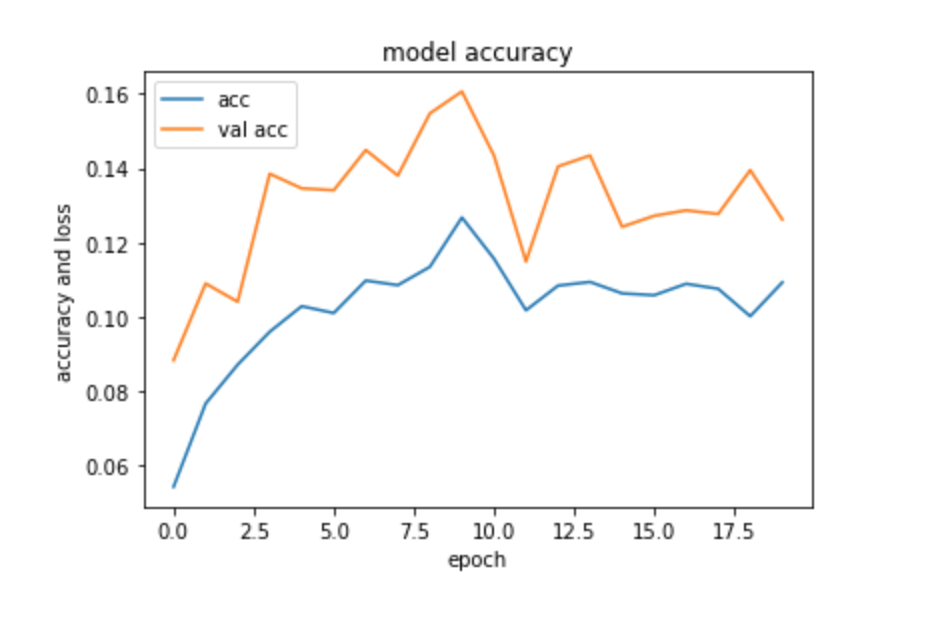 model accuracy
acc
val acc
0.16
0.14
0.12
0.10
0.08
0.06
accuracy and loss
0.0 2.5 5.0 7.5 10.0 12.5 15.0 17.5
epoch